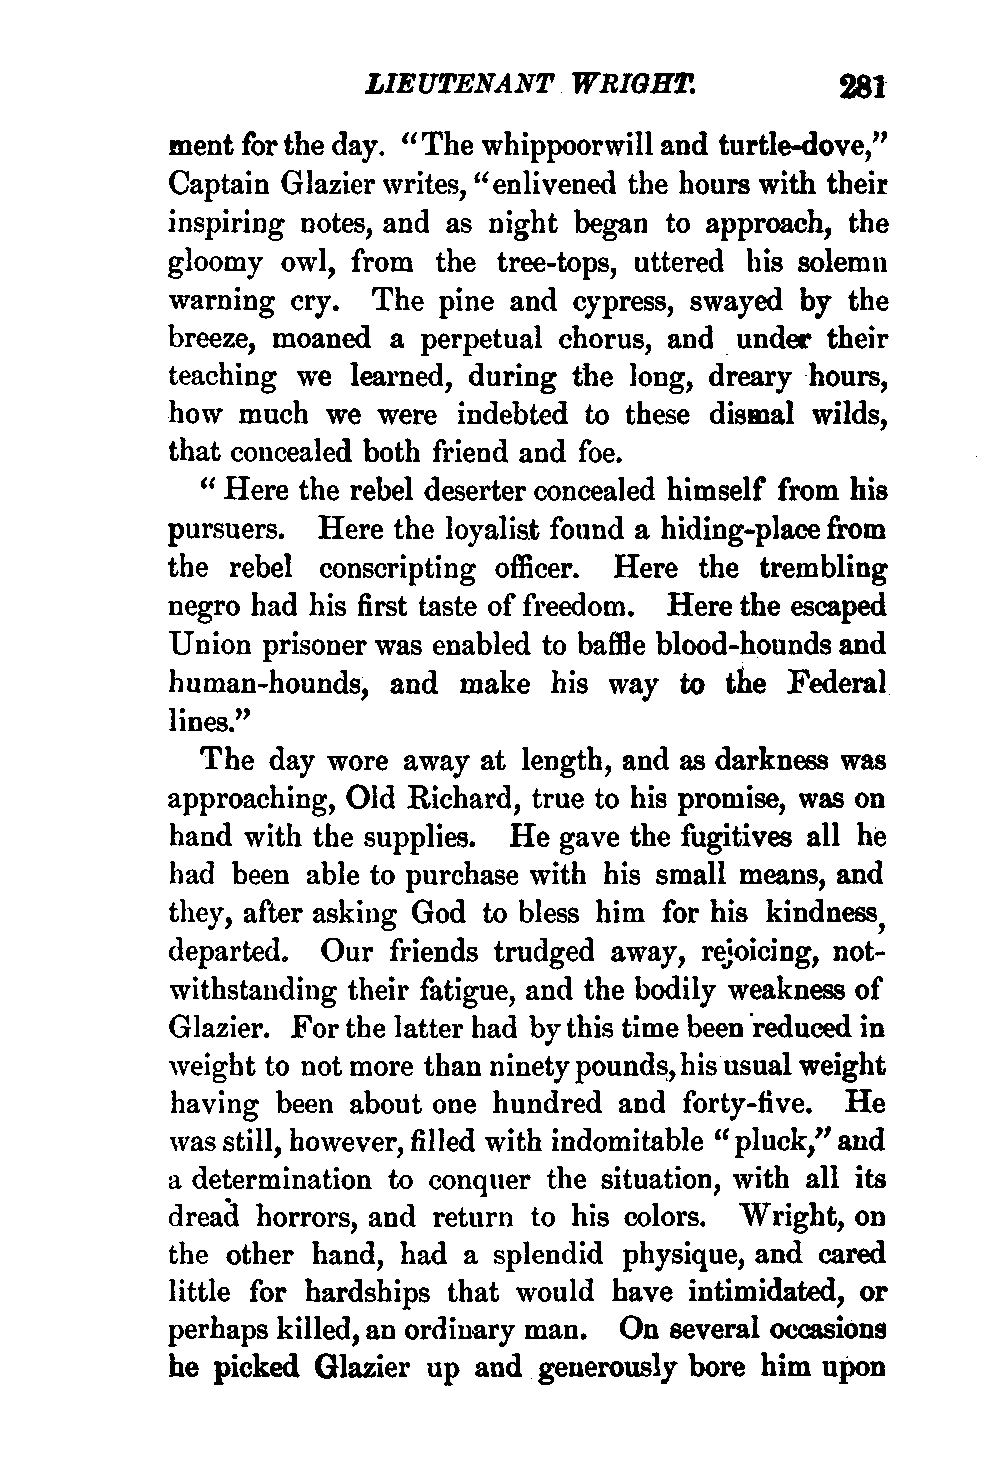 LIEUTENANT WRIGHT. 281
ment for the day. "The whippoorwill and turtle-dove,"
Captain Glazier writes, "enlivened the hours with their
inspiring notes, and as night began to approach, the
gloomy owl, from the tree-tops, uttered his solemn
warning cry. The pine and cypress, swayed by the
breeze, moaned a perpetual chorus, and under their
teaching we learned, during the long, dreary hours,
how much we were indebted to these dismal wilds,
that concealed both friend and foe.
"Here the rebel deserter concealed himself from his
pursuers. Here the loyalist found a hiding-place from
the rebel conscripting officer. Here the trembling
negro had his first taste of freedom. Here the escaped
Union prisoner was enabled to baffle blood-hounds and
human-hounds, and make his way to the Federal
lines."
The day wore away at length, and as darkness was
approaching, Old Richard, true to his promise, was on
hand with the supplies. He gave the fugitives all he
had been able to purchase with his small means, and
they, after asking God to bless him for his kindness,
departed. Our friends trudged away, rejoicing, not-
withstanding their fatigue, and the bodily weakness of
Glazier. For the latter had by this time been reduced in
weight to not more than ninety pounds, his usual weight
having been about one hundred and forty-five. He
was still, however, filled with indomitable "pluck," and
a determination to conquer the situation, with all its
dread horrors, and return to his colors. Wright, on
the other hand, had a splendid physique, and cared
little for hardships that would have intimidated, or
perhaps killed, an ordinary man. On several occasions
he picked Glazier up and generously bore him upon